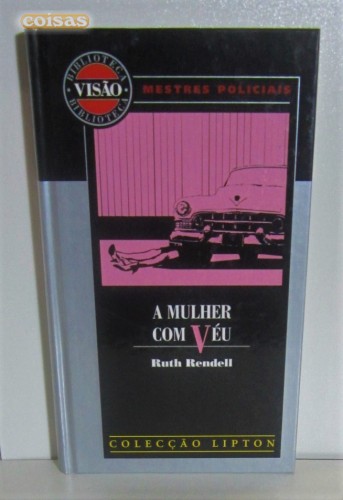 coisas
BIBLIOTECA
VISÃO
BIBLIOTECA
MESTRES POLICIAIS
A MULHER
COM VÉU
Ruth Rendell
COLECÇÃO LIPTON